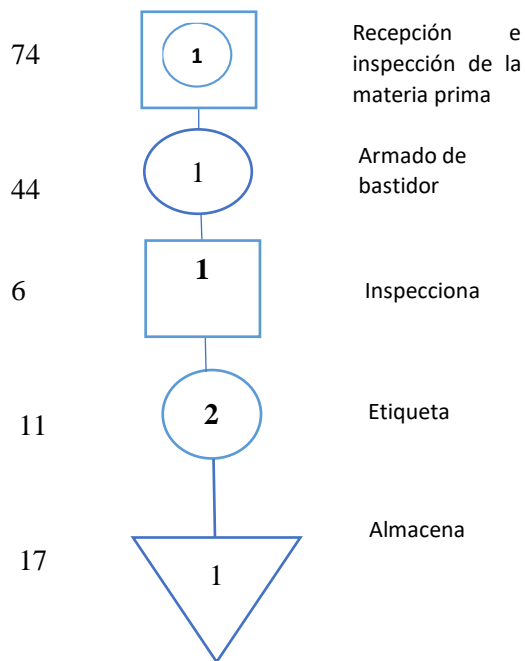 74
1
Recepción e
inspección de la
materia prima
44
1
Armado de
bastidor
6
1
Inspecciona
11
2
Etiqueta
17
1
Almacena